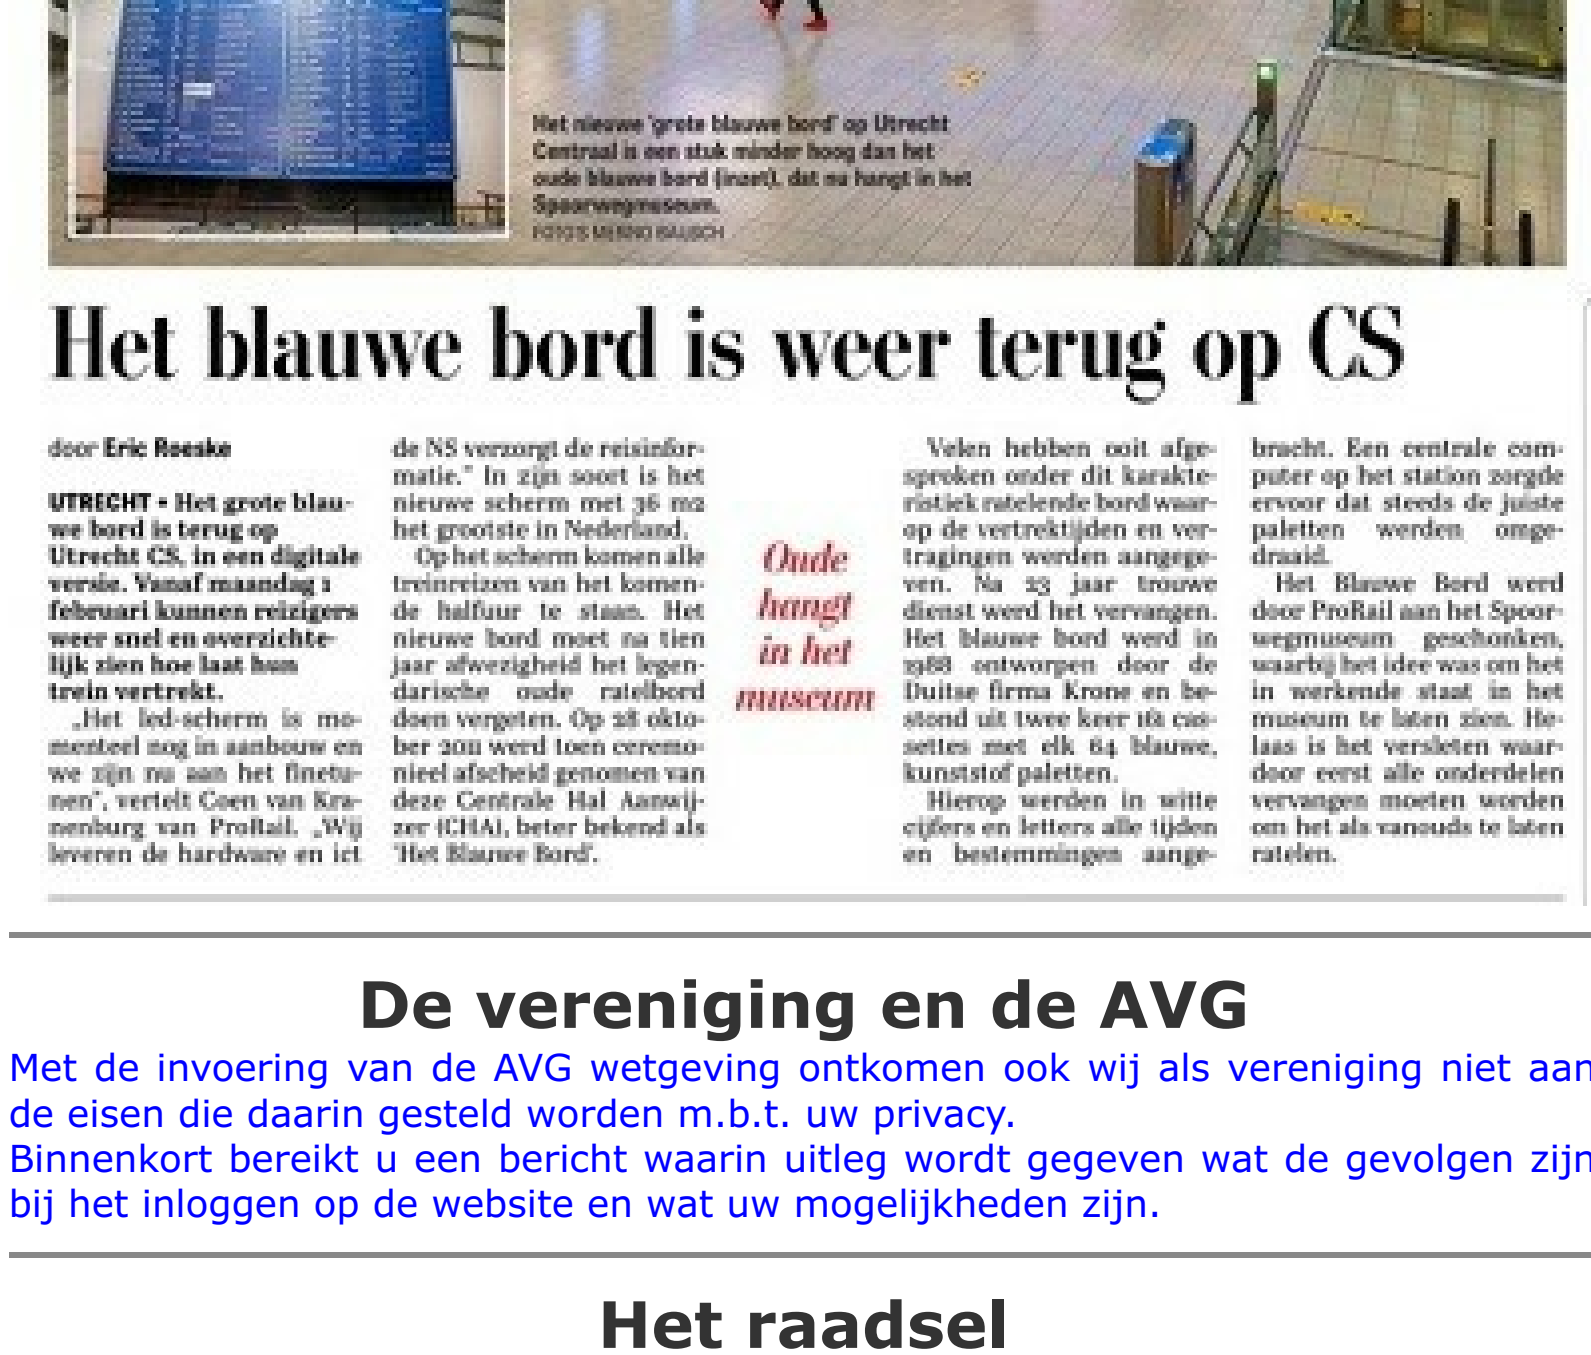 Het nieuwe 'grote blauwe bord' op Utrecht
Centraal is een stuk minder hoog dan het
oude blauwe bord (inzet), dat nu hangt in het
Spoorwegmuseum.
FOTO'S MENNO BAUSCH
Het blauwe bord is weer terug op CS
door Eric Roeske
UTRECHT • Het grote blau-
we bord is terug op
Utrecht CS, in een digitale
versie. Vanaf maandag 1
februari kunnen reizigers
weer snel en overzichte-
lijk zien hoe laat hun
trein vertrekt.
„Het led-scherm is mo-
menteel nog in aanbouw en
we zijn nu aan het finetu-
nen", vertelt Coen van Kra-
nenburg van ProRail. „Wij
leveren de hardware en ict
de NS verzorgt de reisinfor-
matie." In zijn soort is het
nieuwe scherm met 36 m2
het grootste in Nederland.
Op het scherm komen alle
treinreizen van het komen-
de halfuur te staan. Het
nieuwe bord moet na tien
jaar afwezigheid het legen-
darische oude ratelbord
doen vergeten. Op 28 okto-
ber 2011 werd toen ceremo-
nieel afscheid genomen van
deze Centrale Hal Aanwij-
zer (CHA), beter bekend als
'Het Blauwe Bord'.
Oude
hangt
in het
museum
Velen hebben ooit afge-
sproken onder dit karakte-
ristiek ratelende bord waar-
op de vertrektijden en ver-
tragingen werden aangege-
ven. Na 23 jaar trouwe
dienst werd het vervangen.
Het blauwe bord werd in
1988 ontworpen door de
Duitse firma Krone en be-
stond uit twee keer 161 cas-
settes met elk 64 blauwe,
kunststof paletten.
Hierop werden in witte
cijfers en letters alle tijden
en bestemmingen aange-
bracht. Een centrale com-
puter op het station zorgde
ervoor dat steeds de juiste
paletten werden omge-
draaid.
Het Blauwe Bord werd
door ProRail aan het Spoor-
wegmuseum geschonken,
waarbij het idee was om het
in werkende staat in het
museum te laten zien. He-
laas is het versleten waar-
door eerst alle onderdelen
vervangen moeten worden
om het als vanouds te laten
ratelen.
De vereniging en de AVG
Met de invoering van de AVG wetgeving ontkomen ook wij als vereniging niet aan
de eisen die daarin gesteld worden m.b.t. uw privacy.
Binnenkort bereikt u een bericht waarin uitleg wordt gegeven wat de gevolgen zijn
bij het inloggen op de website en wat uw mogelijkheden zijn.
Het raadsel